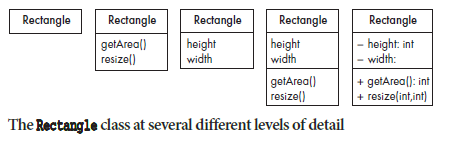 Rectangle
getArea()
resize()
Rectangle
Rectangle
height
width
Rectangle
height
width
getArea()
resize()
Rectangle
– height: int
– width:
+ getArea(): int
+ resize(int,int)
The Rectangle class at several different levels of detail